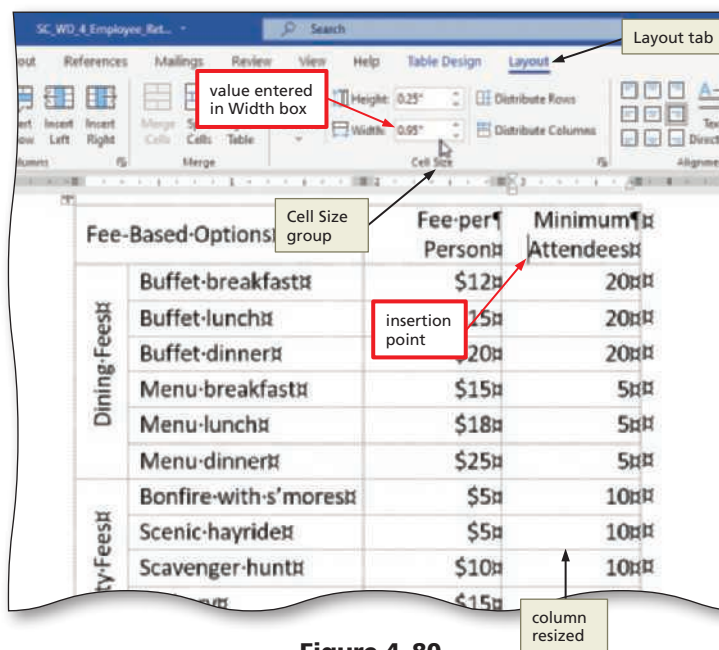 SC_WD_4_Employee_Ret... Search
Layout tab
References Mailings Review View Help Table Design Layout
value entered
in Width box
Height: 0.25" Distribute Rows
Width: 0.95" Distribute Columns
Insert Insert Merge
Left Right Cells Cells Table
Merge Cell Size
Cell Size
group
Fee-Based·Options Fee·per¶ Minimum¶¤
Person¤ Attendees¤
Dining·Fees¤
Buffet·breakfast¤ $12¤ 20¤¤
Buffet·lunch¤ 15¤ 20¤¤
insertion
point
Buffet·dinner¤ $20¤ 20¤¤
Menu·breakfast¤ $15¤ 5¤¤
Menu·lunch¤ $18¤ 5¤¤
Menu·dinner¤ $25¤ 5¤¤
ty·Fees¤
Bonfire·with·s'mores¤ $5¤ 10¤¤
Scenic·hayride¤ $5¤ 10¤¤
Scavenger·hunt¤ $10¤ 10¤¤
$15¤
column
resized